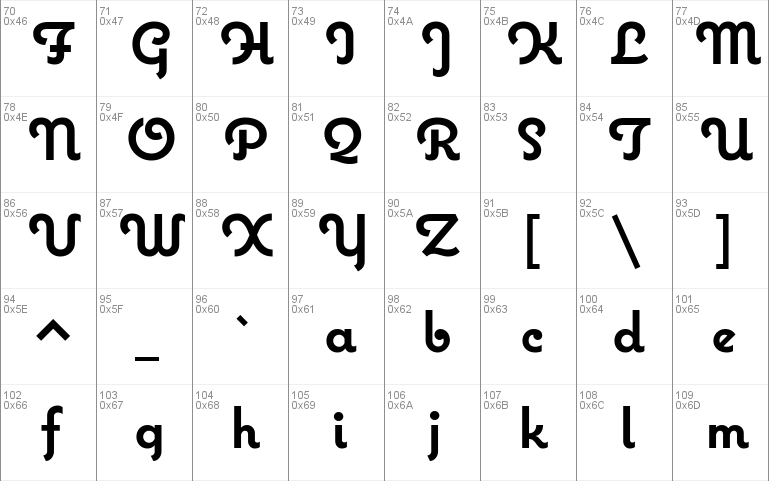 70 71 72 73 74 75 76 77
0x46 0x47 0x48 0x49 0x4A 0x4B 0x4C 0x4D
F G H I J K L M
78 79 80 81 82 83 84 85
0x4E 0x4F 0x50 0x51 0x52 0x53 0x54 0x55
N O P Q R S T U
86 87 88 89 90 91 92 93
0x56 0x57 0x58 0x59 0x5A 0x5B 0x5C 0x5D
V W X Y Z [ \ ]
94 95 96 97 98 99 100 101
0x5E 0x5F 0x60 0x61 0x62 0x63 0x64 0x65
^ _ ` a b c d e
102 103 104 105 106 107 108 109
0x66 0x67 0x68 0x69 0x6A 0x6B 0x6C 0x6D
f g h i j k l m